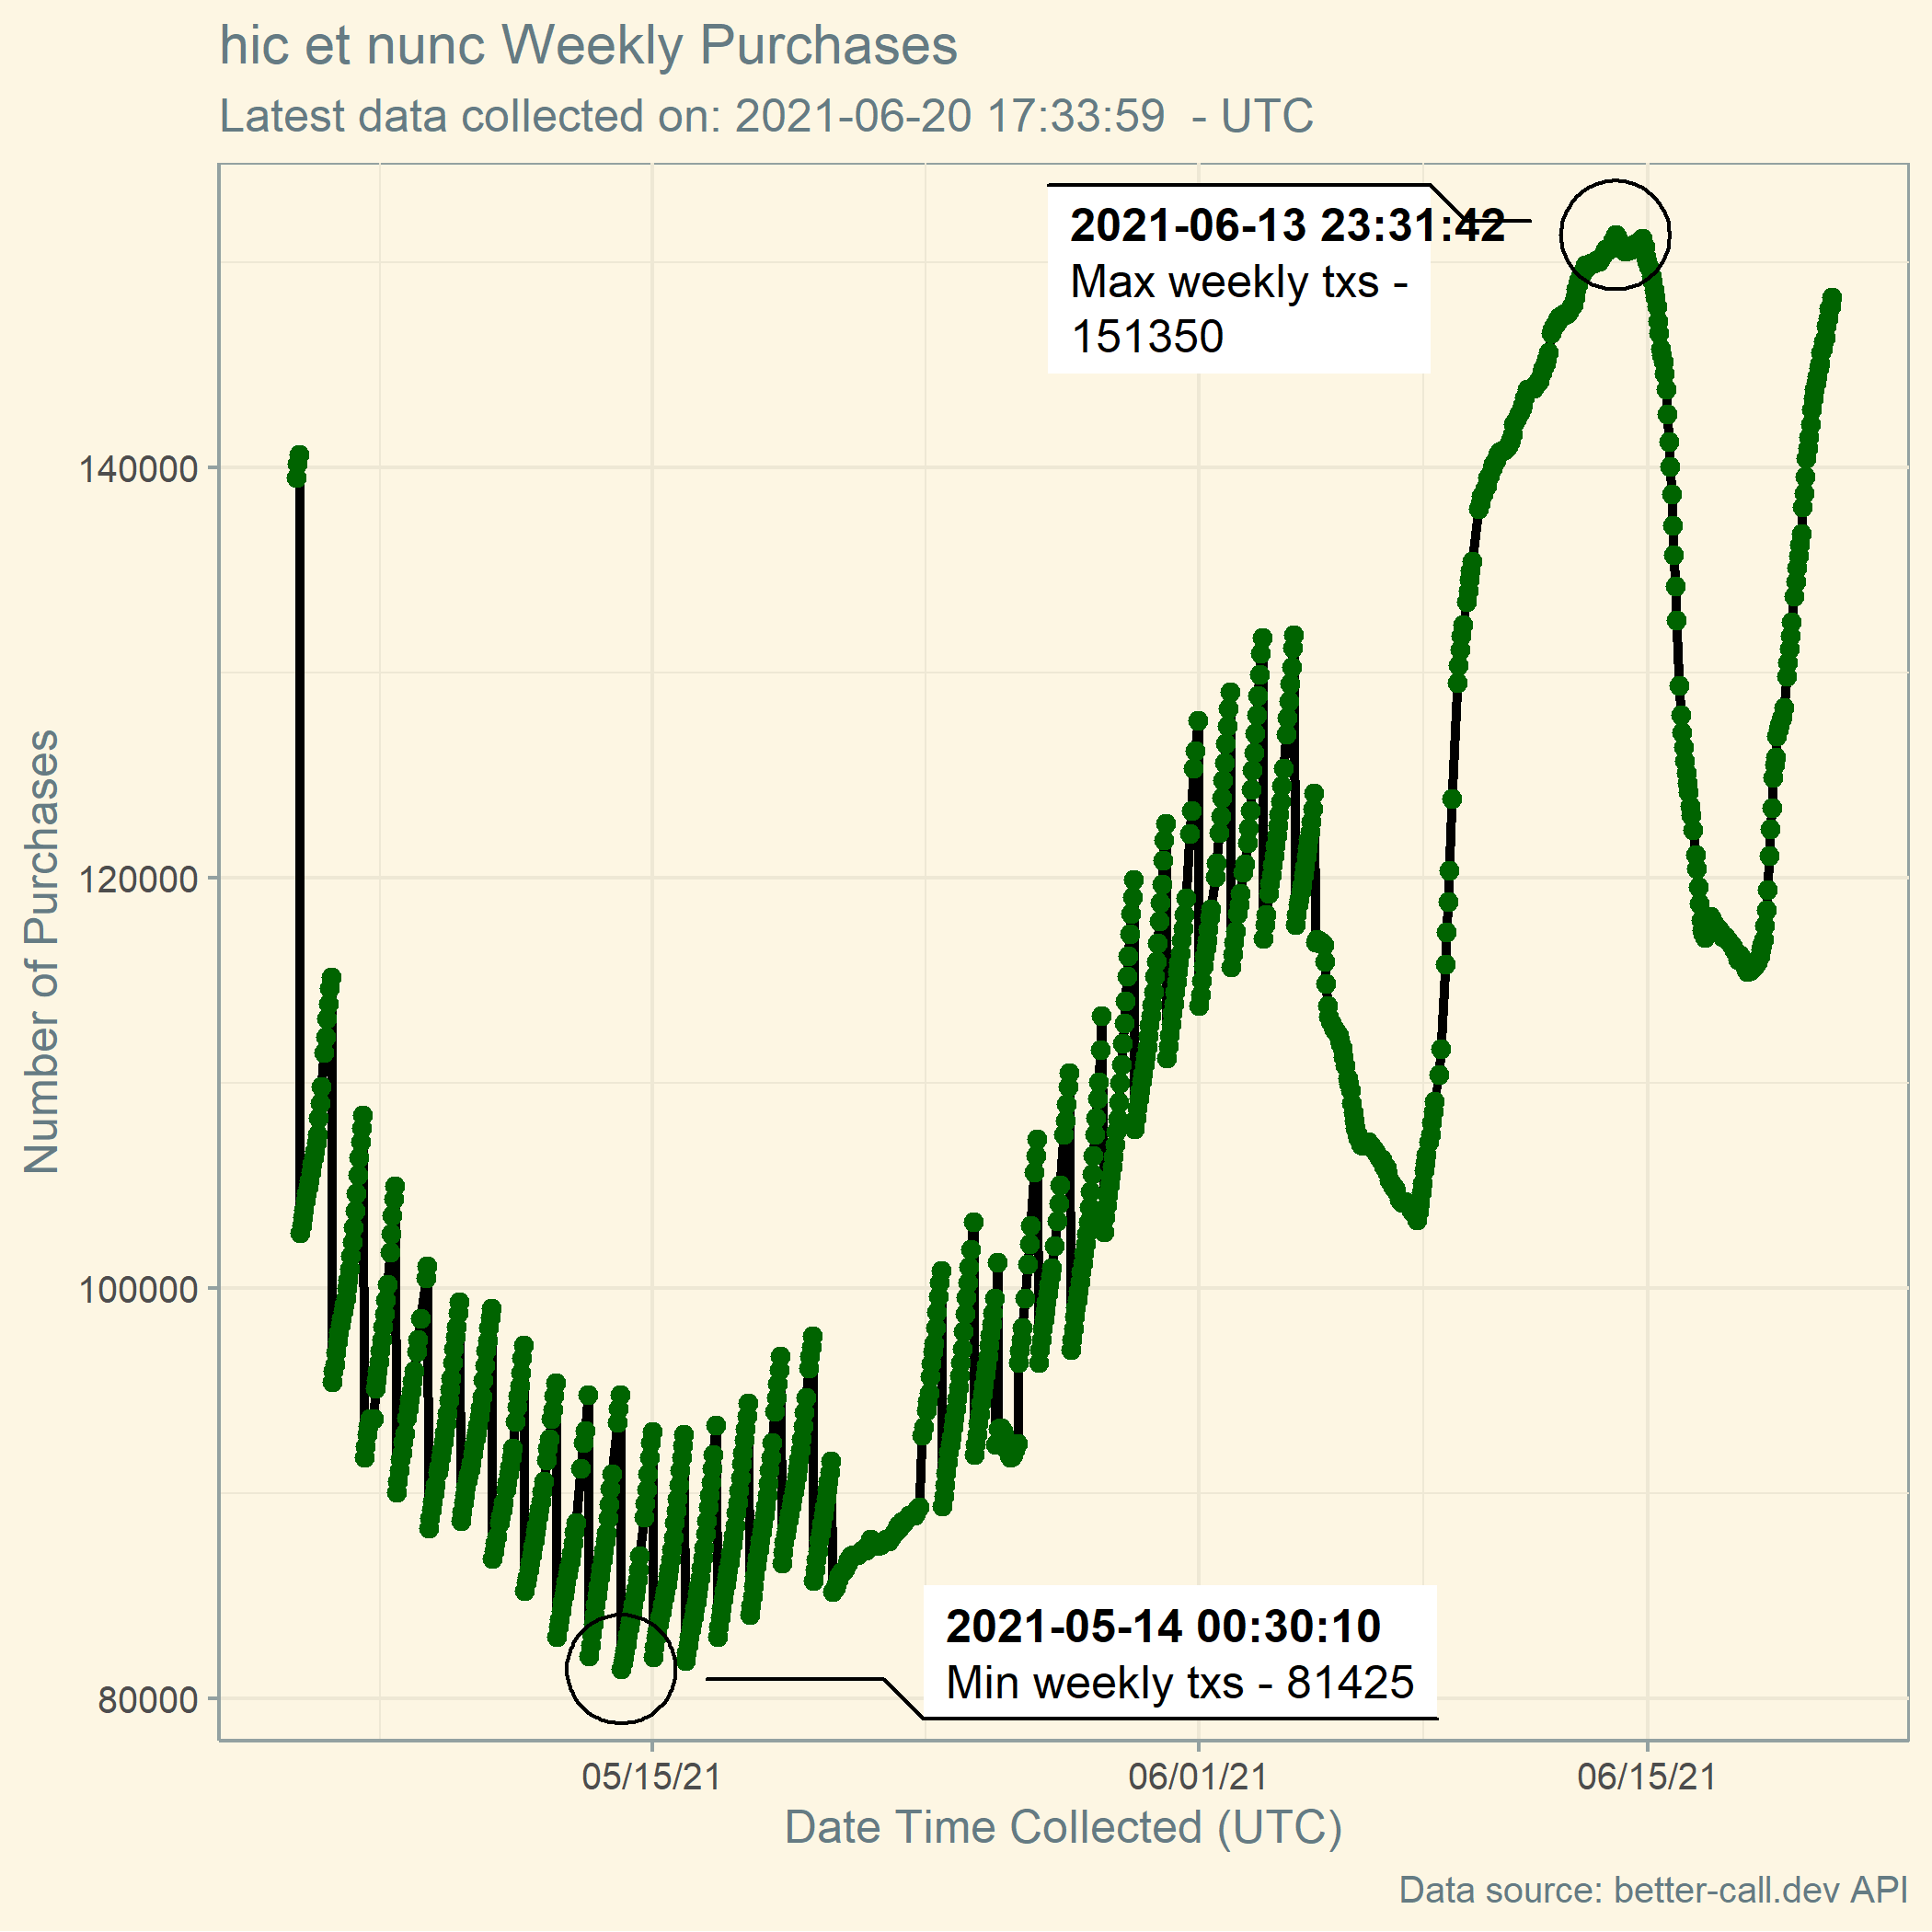 hic et nunc Weekly Purchases
Latest data collected on: 2021-06-20 17:33:59  - UTC
2021-06-13 23:31:42
Max weekly txs -
151350
140000
120000
100000
80000
Number of Purchases
2021-05-14 00:30:10
Min weekly txs - 81425
05/15/21
06/01/21
06/15/21
Date Time Collected (UTC)
Data source: better-call.dev API